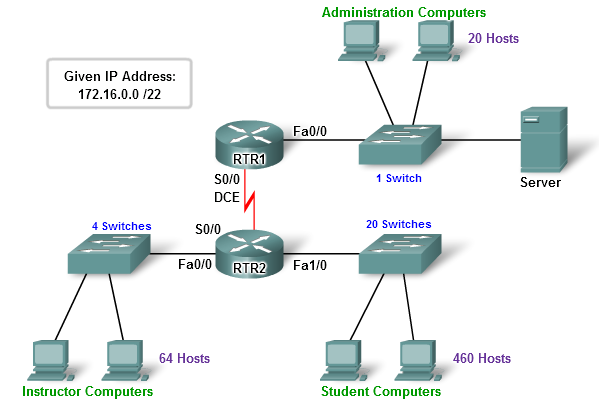 Administration Computers
20 Hosts
Given IP Address:
172.16.0.0 /22
Fa0/0
RTR1
1 Switch
Server
S0/0
DCE
4 Switches
S0/0
20 Switches
Fa0/0
RTR2
Fa1/0
64 Hosts
460 Hosts
Instructor Computers
Student Computers